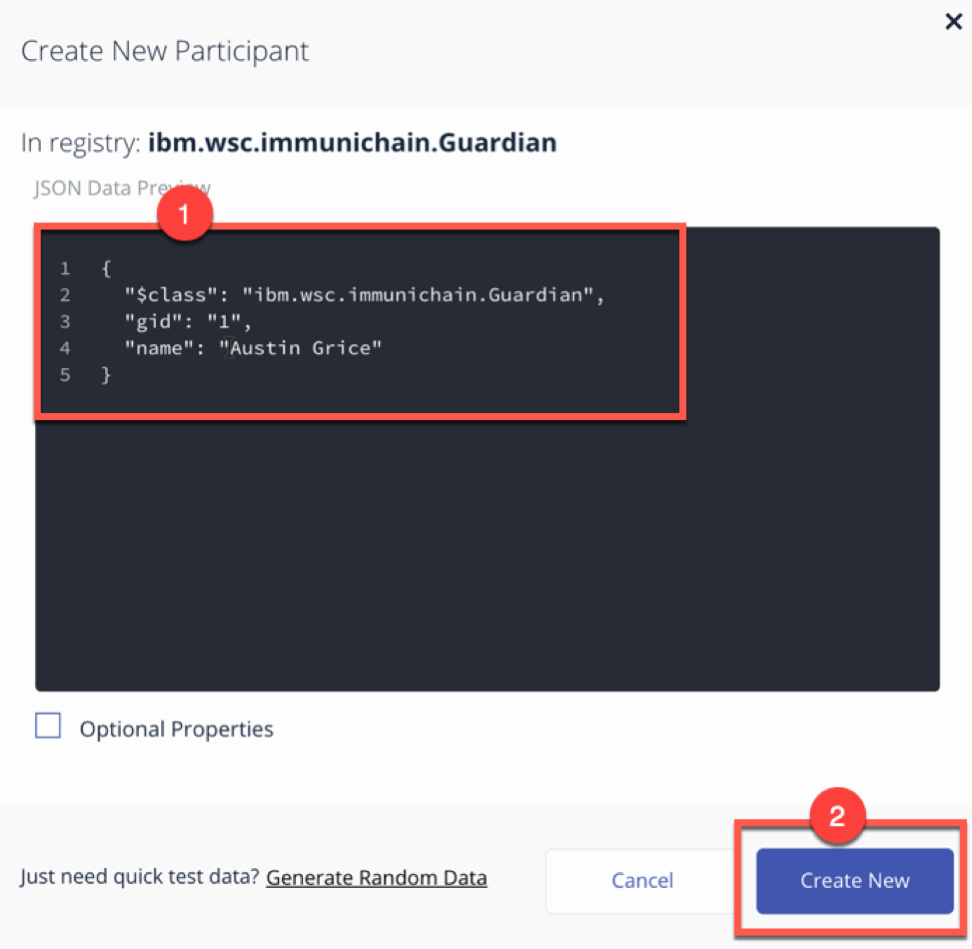 Create New Participant
In registry: ibm.wsc.immunichain.Guardian
JSON Data Preview
1
1 {
2 "$class": "ibm.wsc.immunichain.Guardian",
3 "gid": "1",
4 "name": "Austin Grice"
5 }
Optional Properties
2
Just need quick test data? Generate Random Data
Cancel
Create New